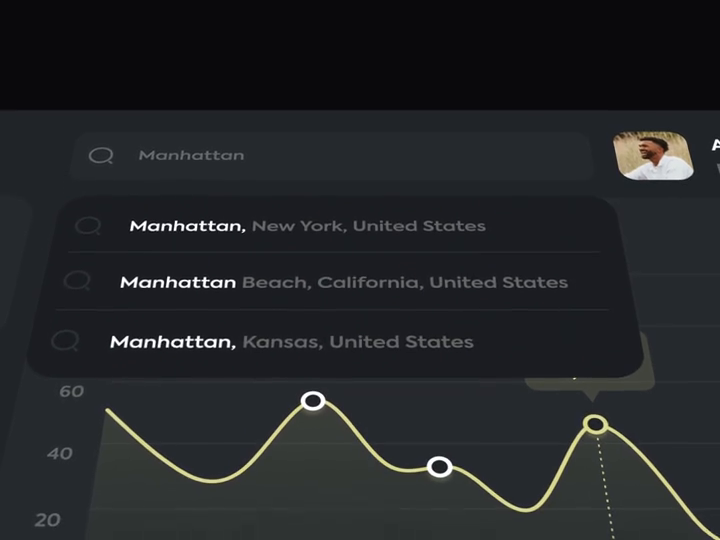 Manhattan
A
Manhattan, New York, United States
Manhattan Beach, California, United States
Manhattan, Kansas, United States
60
40
20